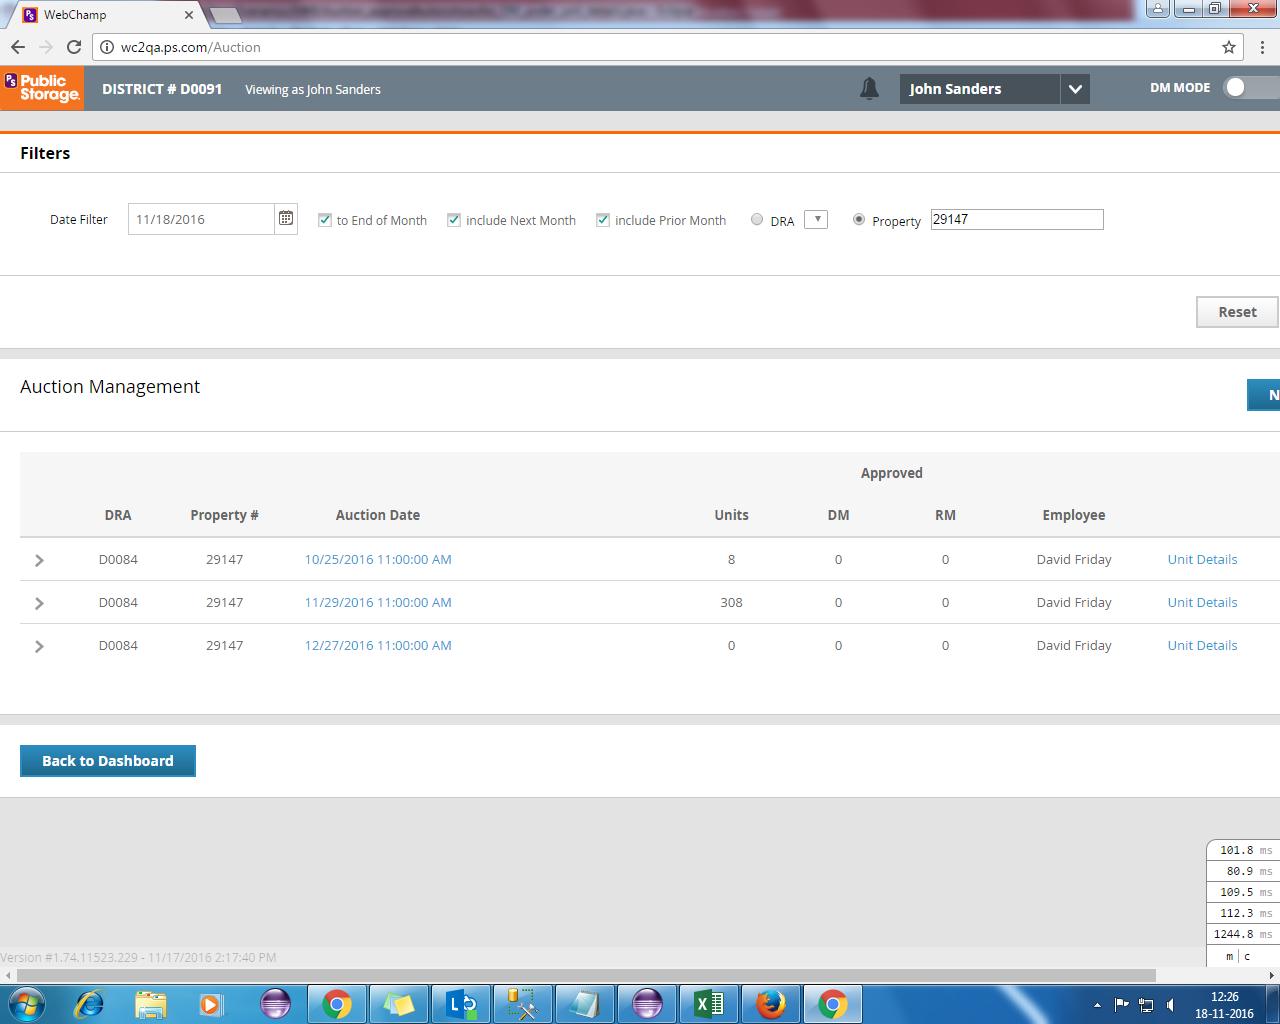 WebChamp
wc2qa.ps.com/Auction
PS Public Storage. DISTRICT # D0091 Viewing as John Sanders John Sanders DM MODE
Filters
Date Filter 11/18/2016 to End of Month include Next Month include Prior Month DRA Property 29147
Reset
Auction Management
N
Approved
DRA Property # Auction Date Units DM RM Employee
D0084 29147 10/25/2016 11:00:00 AM 8 0 0 David Friday Unit Details
D0084 29147 11/29/2016 11:00:00 AM 308 0 0 David Friday Unit Details
D0084 29147 12/27/2016 11:00:00 AM 0 0 0 David Friday Unit Details
Back to Dashboard
101.8 ms
80.9 ms
109.5 ms
112.3 ms
1244.8 ms
m | c
Version #1.74.11523.229 - 11/17/2016 2:17:40 PM
12:26
18-11-2016